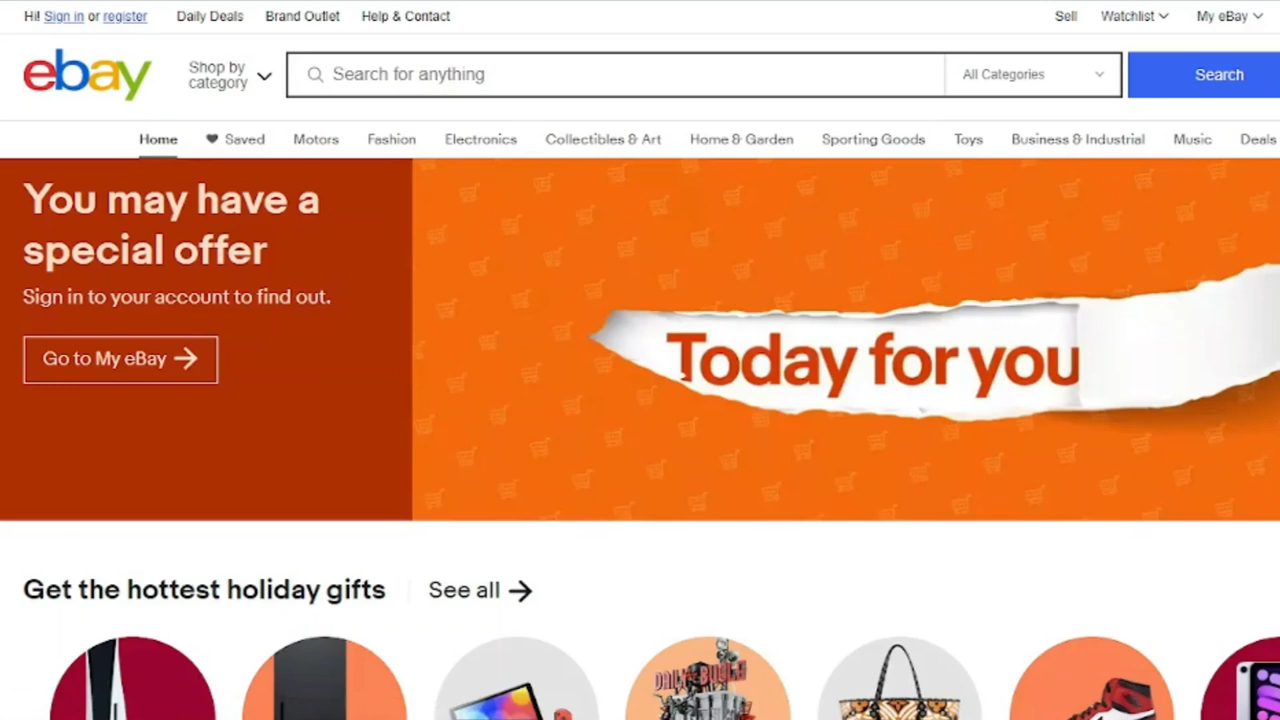 Hi! Sign in or register Daily Deals Brand Outlet Help & Contact Sell Watchlist My eBay
ebay Shop by category Search for anything All Categories Search
Home Saved Motors Fashion Electronics Collectibles & Art Home & Garden Sporting Goods Toys Business & Industrial Music Deals
You may have a
special offer
Sign in to your account to find out.
Go to My eBay
Today for you
Get the hottest holiday gifts See all
DAILY BUGLE